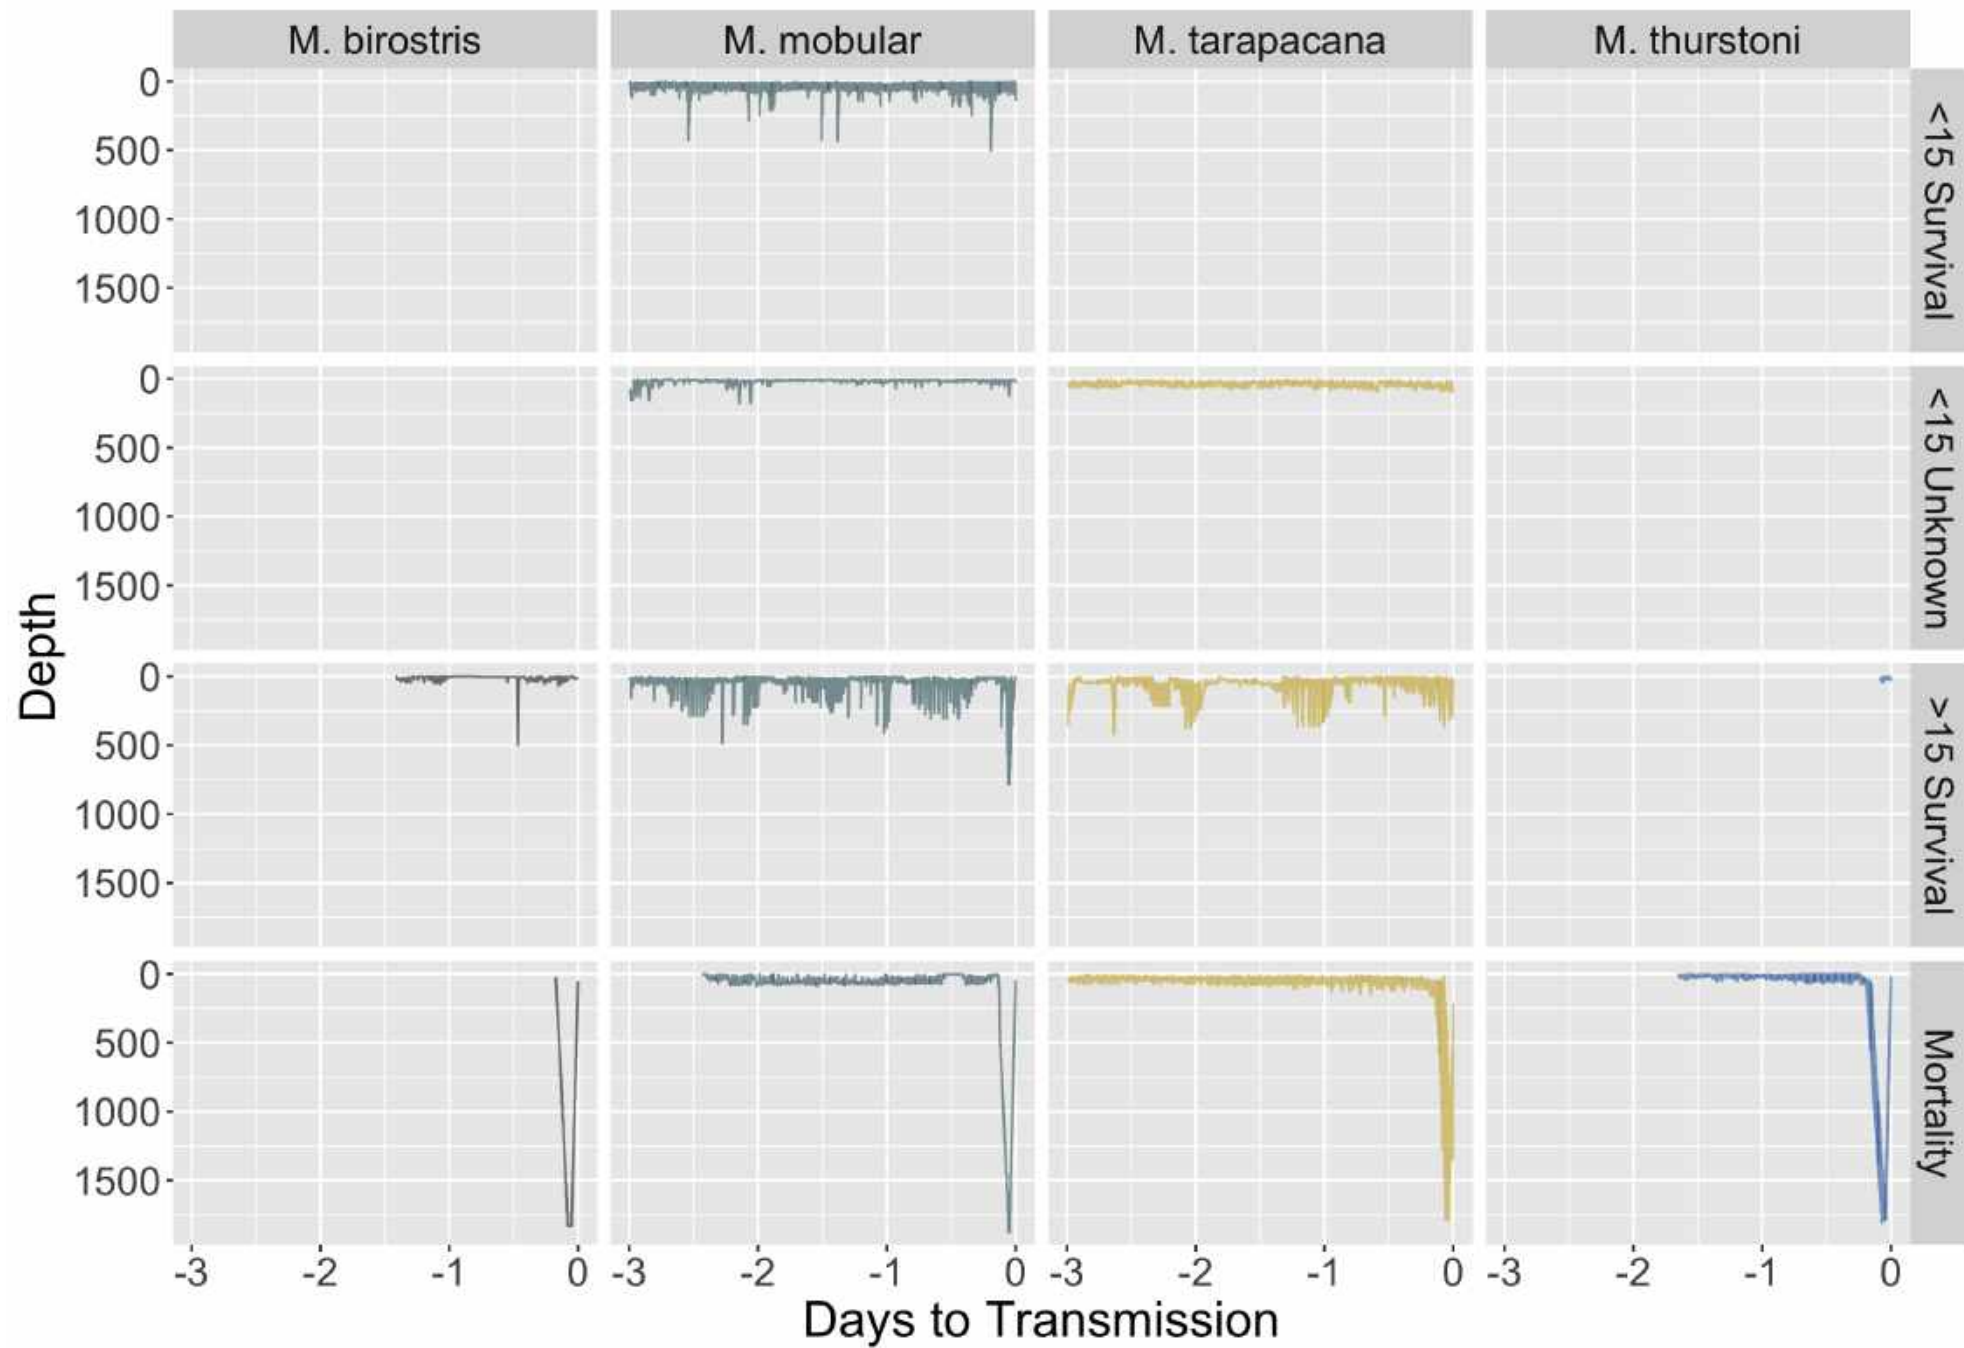 M. birostris M. mobular M. tarapacana M. thurstoni
0
500
1000
1500
<15 Survival
0
500
1000
1500
<15 Unknown
0
500
1000
1500
>15 Survival
0
500
1000
1500
Mortality
Depth
-3 -2 -1 0 -3 -2 -1 0 -3 -2 -1 0 -3 -2 -1 0
Days to Transmission